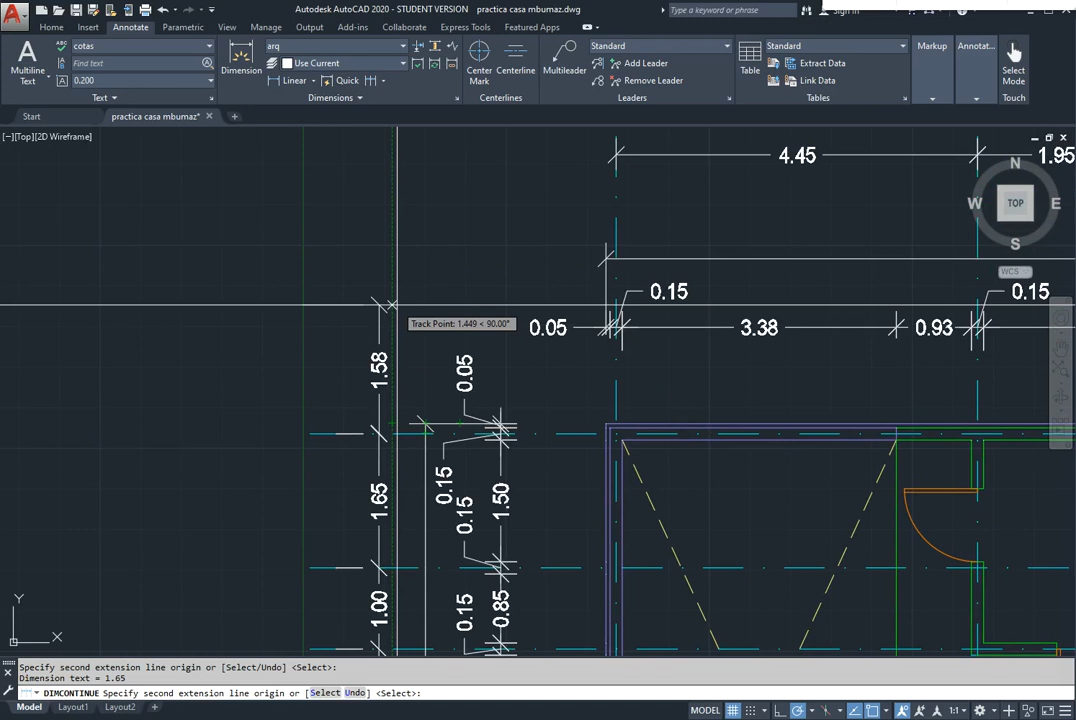 Autodesk AutoCAD 2020 - STUDENT VERSION practica casa mbumaz.dwg
Type a keyword or phrase
Sign In
Home Insert Annotate Parametric View Manage Output Add-ins Collaborate Express Tools Featured Apps
A
Multiline
Text
cotas
Find text
0.200
Text
Dimension
arq
Use Current
Linear Quick
Dimensions
Center
Mark
Centerline
Centerlines
Multileader
Standard
Add Leader
Remove Leader
Leaders
Table
Standard
Extract Data
Link Data
Tables
Markup
Annotat...
Select
Mode
Touch
Start practica casa mbumaz*
[−][Top][2D Wireframe]
4.45
1.95
N
W TOP E
S
WCS
0.15
0.15
Track Point: 1.449 < 90.00°
0.05
3.38
0.93
1.58
0.05
0.15
1.65
0.15
1.50
1.00
0.15
0.85
Y
X
Specify second extension line origin or [Select/Undo] <Select>:
Dimension text = 1.65
DIMCONTINUE Specify second extension line origin or [Select Undo] <Select>:
Model Layout1 Layout2
MODEL
1:1